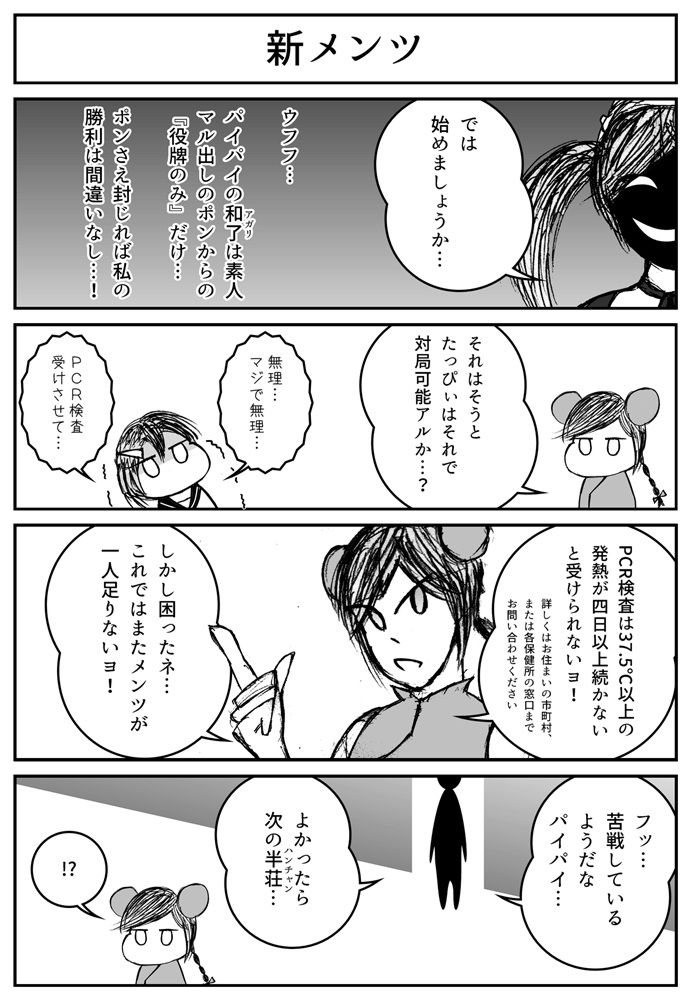 新メンツ
では
始めましょうか…
ウフフ…
パイパイの和了は素人
アガリ
マル出しのポンからの
『役牌のみ』だけ…
ポンさえ封じれば私の
勝利は間違いなし…！
それはそうと
たっぴぃはそれで
対局可能アルか…？
無理…
マジで無理…
PCR検査
受けさせて…
PCR検査は37.5℃以上の
発熱が四日以上続かない
と受けられないヨ！
詳しくはお住まいの市町村、
または各保健所の窓口まで
お問い合わせください
しかし困ったネ…
これではまたメンツが
一人足りないヨ！
フッ…
苦戦している
ようだな
パイパイ…
よかったら
次の半荘…
ハンチャン
!?